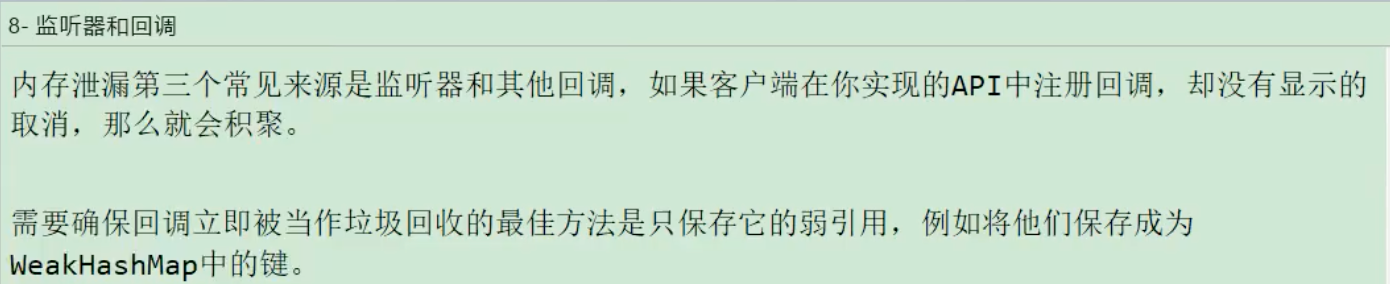 8- 监听器和回调
内存泄漏第三个常见来源是监听器和其他回调，如果客户端在你实现的API中注册回调，却没有显示的
取消，那么就会积聚。
需要确保回调立即被当作垃圾回收的最佳方法是只保存它的弱引用，例如将他们保存成为
WeakHashMap中的键。